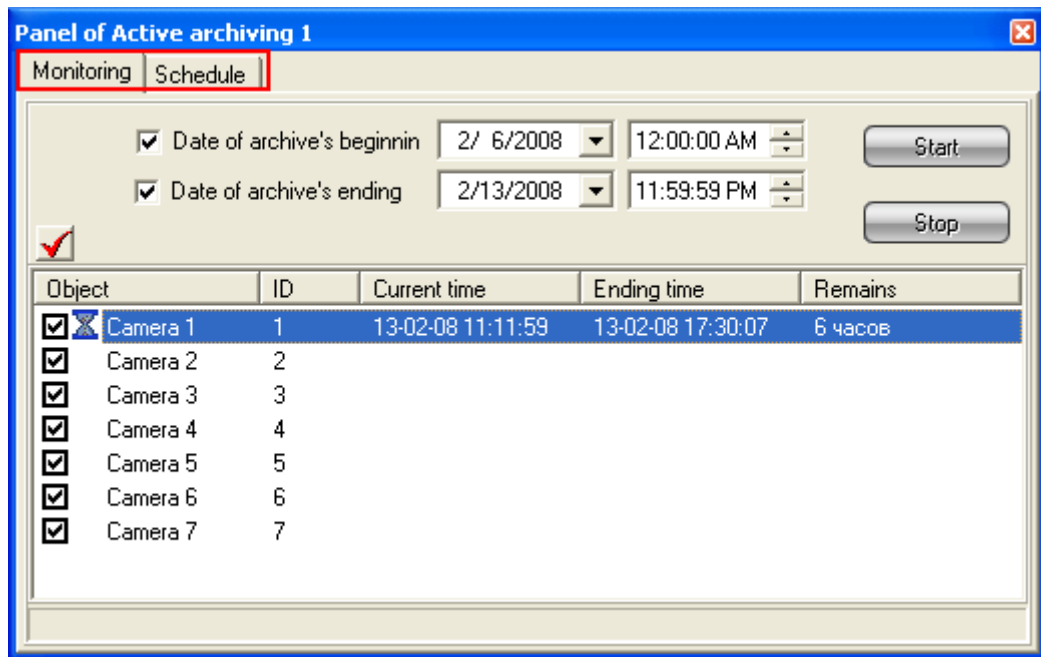 Panel of Active archiving 1
Monitoring Schedule
Date of archive's beginnin 2/ 6/2008 12:00:00 AM Start
Date of archive's ending 2/13/2008 11:59:59 PM
Stop
Object ID Current time Ending time Remains
Camera 1 1 13-02-08 11:11:59 13-02-08 17:30:07 6 часов
Camera 2 2
Camera 3 3
Camera 4 4
Camera 5 5
Camera 6 6
Camera 7 7